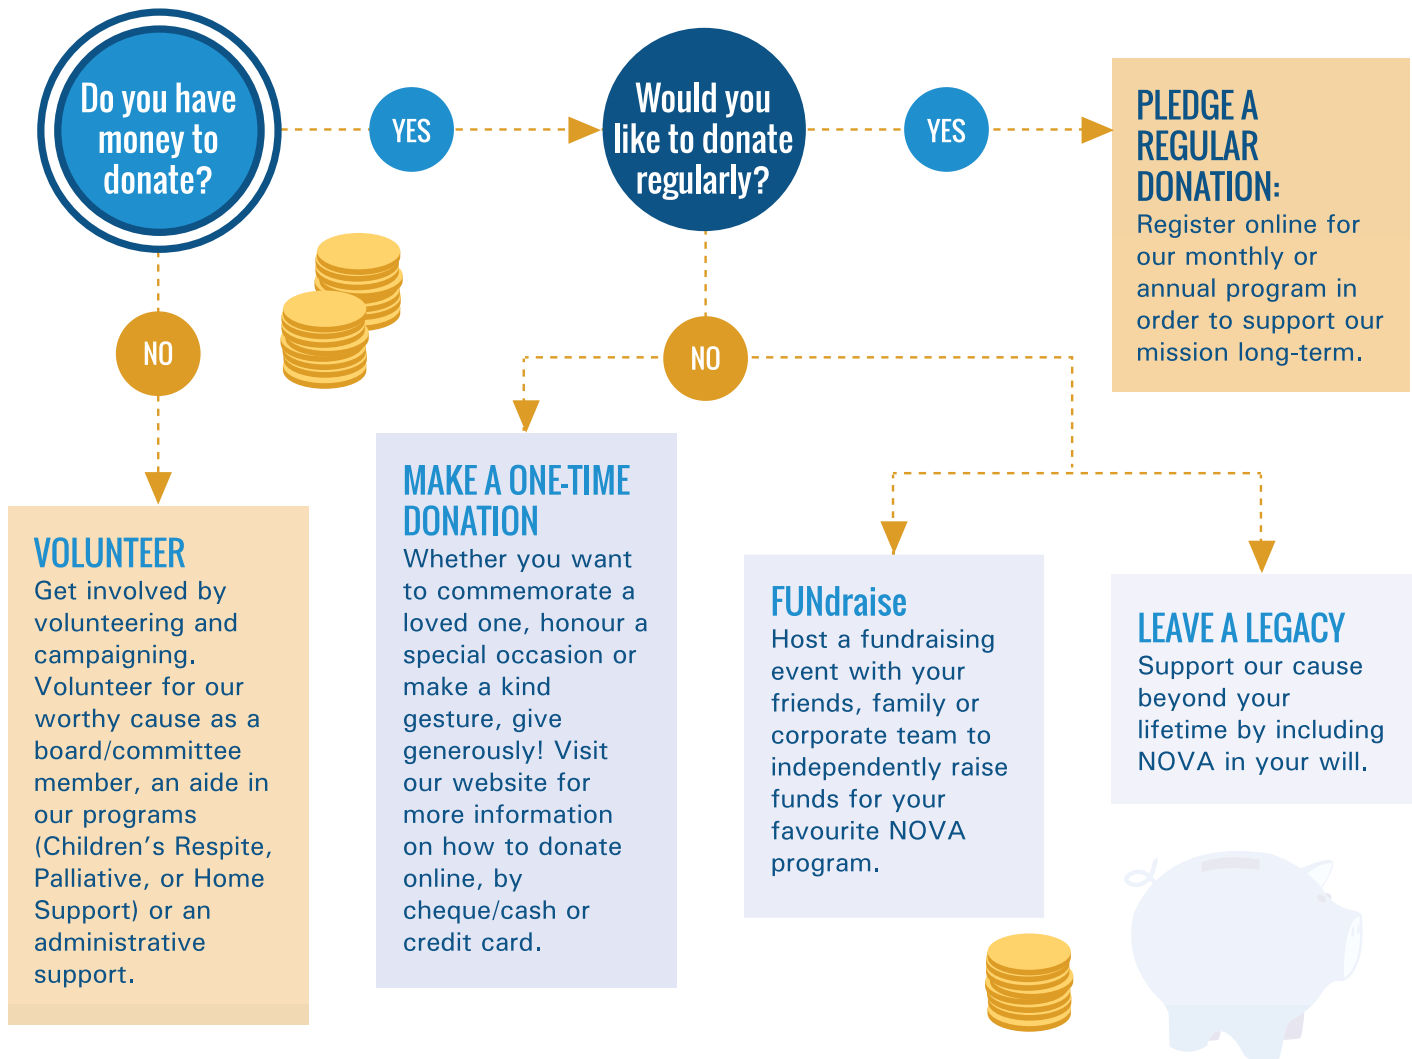 Do you have
money to
donate?
YES
Would you
like to donate
regularly?
YES
PLEDGE A
REGULAR
DONATION:
Register online for
our monthly or
annual program in
order to support our
mission long-term.
NO
NO
VOLUNTEER
Get involved by
volunteering and
campaigning.
Volunteer for our
worthy cause as a
board/committee
member, an aide in
our programs
(Children's Respite,
Palliative, or Home
Support) or an
administrative
support.
MAKE A ONE-TIME
DONATION
Whether you want
to commemorate a
loved one, honour a
special occasion or
make a kind
gesture, give
generously! Visit
our website for
more information
on how to donate
online, by
cheque/cash or
credit card.
FUNdraise
Host a fundraising
event with your
friends, family or
corporate team to
independently raise
funds for your
favourite NOVA
program.
LEAVE A LEGACY
Support our cause
beyond your
lifetime by including
NOVA in your will.